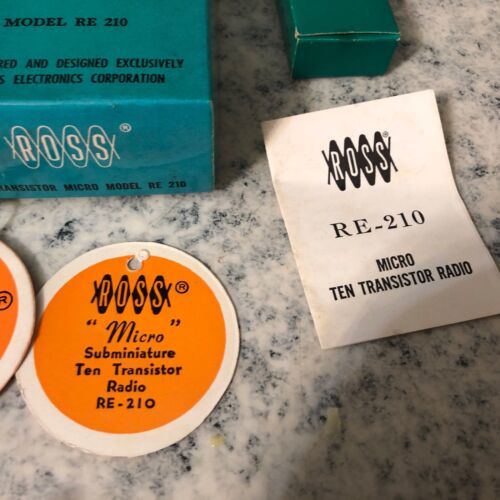 MODEL RE 210
RED AND DESIGNED EXCLUSIVELY
S ELECTRONICS CORPORATION
ROSS®
TRANSISTOR MICRO MODEL RE 210
ROSS®
RE-210
MICRO
TEN TRANSISTOR RADIO
®
ROSS®
"Micro"
Subminiature
Ten Transistor
Radio
RE-210